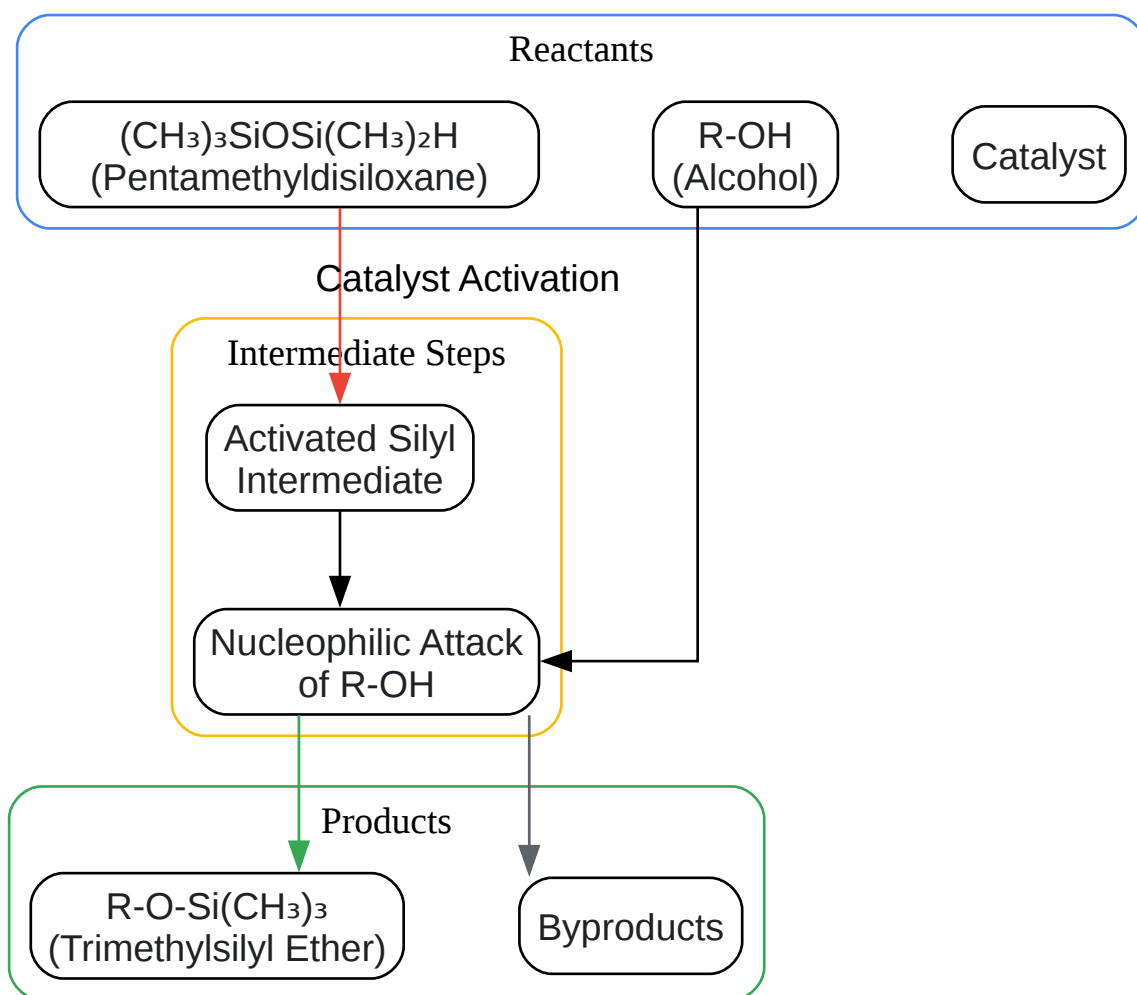 Reactants
(CH₃)₃SiOSi(CH₃)₂H
(Pentamethyldisiloxane)
R-OH
(Alcohol)
Catalyst
Catalyst Activation
Intermediate Steps
Activated Silyl
Intermediate
Nucleophilic Attack
of R-OH
Products
R-O-Si(CH₃)₃
(Trimethylsilyl Ether)
Byproducts